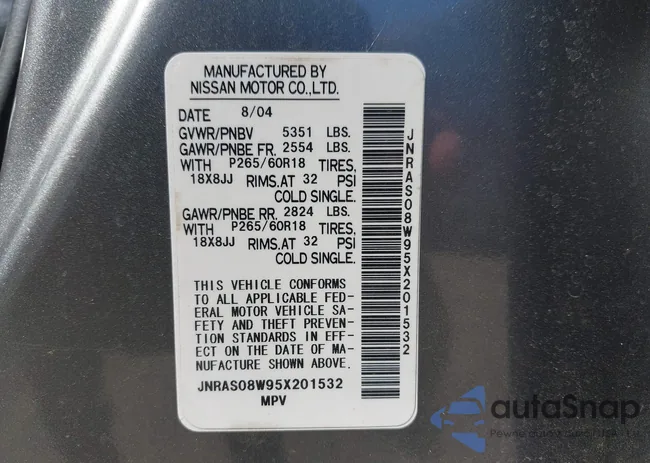 MANUFACTURED BY
NISSAN MOTOR CO.,LTD.
DATE 8/04
GVWR/PNBV 5351 LBS.
GAWR/PNBE FR. 2554 LBS.
WITH P265/60R18 TIRES,
18X8JJ RIMS.AT 32 PSI
COLD SINGLE.
GAWR/PNBE RR. 2824 LBS.
WITH P265/60R18 TIRES,
18X8JJ RIMS.AT 32 PSI
COLD SINGLE.
THIS VEHICLE CONFORMS
TO ALL APPLICABLE FED-
ERAL MOTOR VEHICLE SA-
FETY AND THEFT PREVEN-
TION STANDARDS IN EFF-
ECT ON THE DATE OF MA-
NUFACTURE SHOWN ABOVE.
JNRAS08W95X201532
MPV
JNRAS08W95X201532
autoSnap